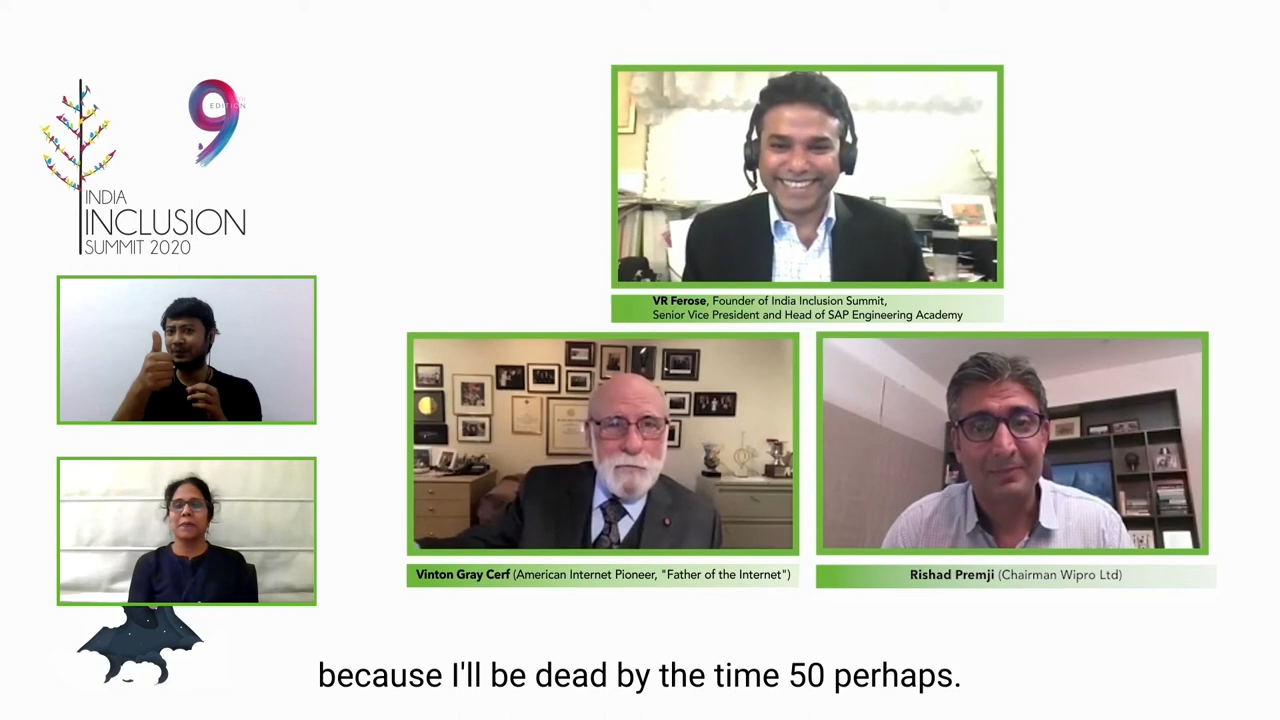 9
TH
EDITION
INDIA
INCLUSION
SUMMIT 2020
VR Ferose, Founder of India Inclusion Summit,
Senior Vice President and Head of SAP Engineering Academy
Vinton Gray Cerf (American Internet Pioneer, "Father of the Internet")
Rishad Premji (Chairman Wipro Ltd)
because I'll be dead by the time 50 perhaps.